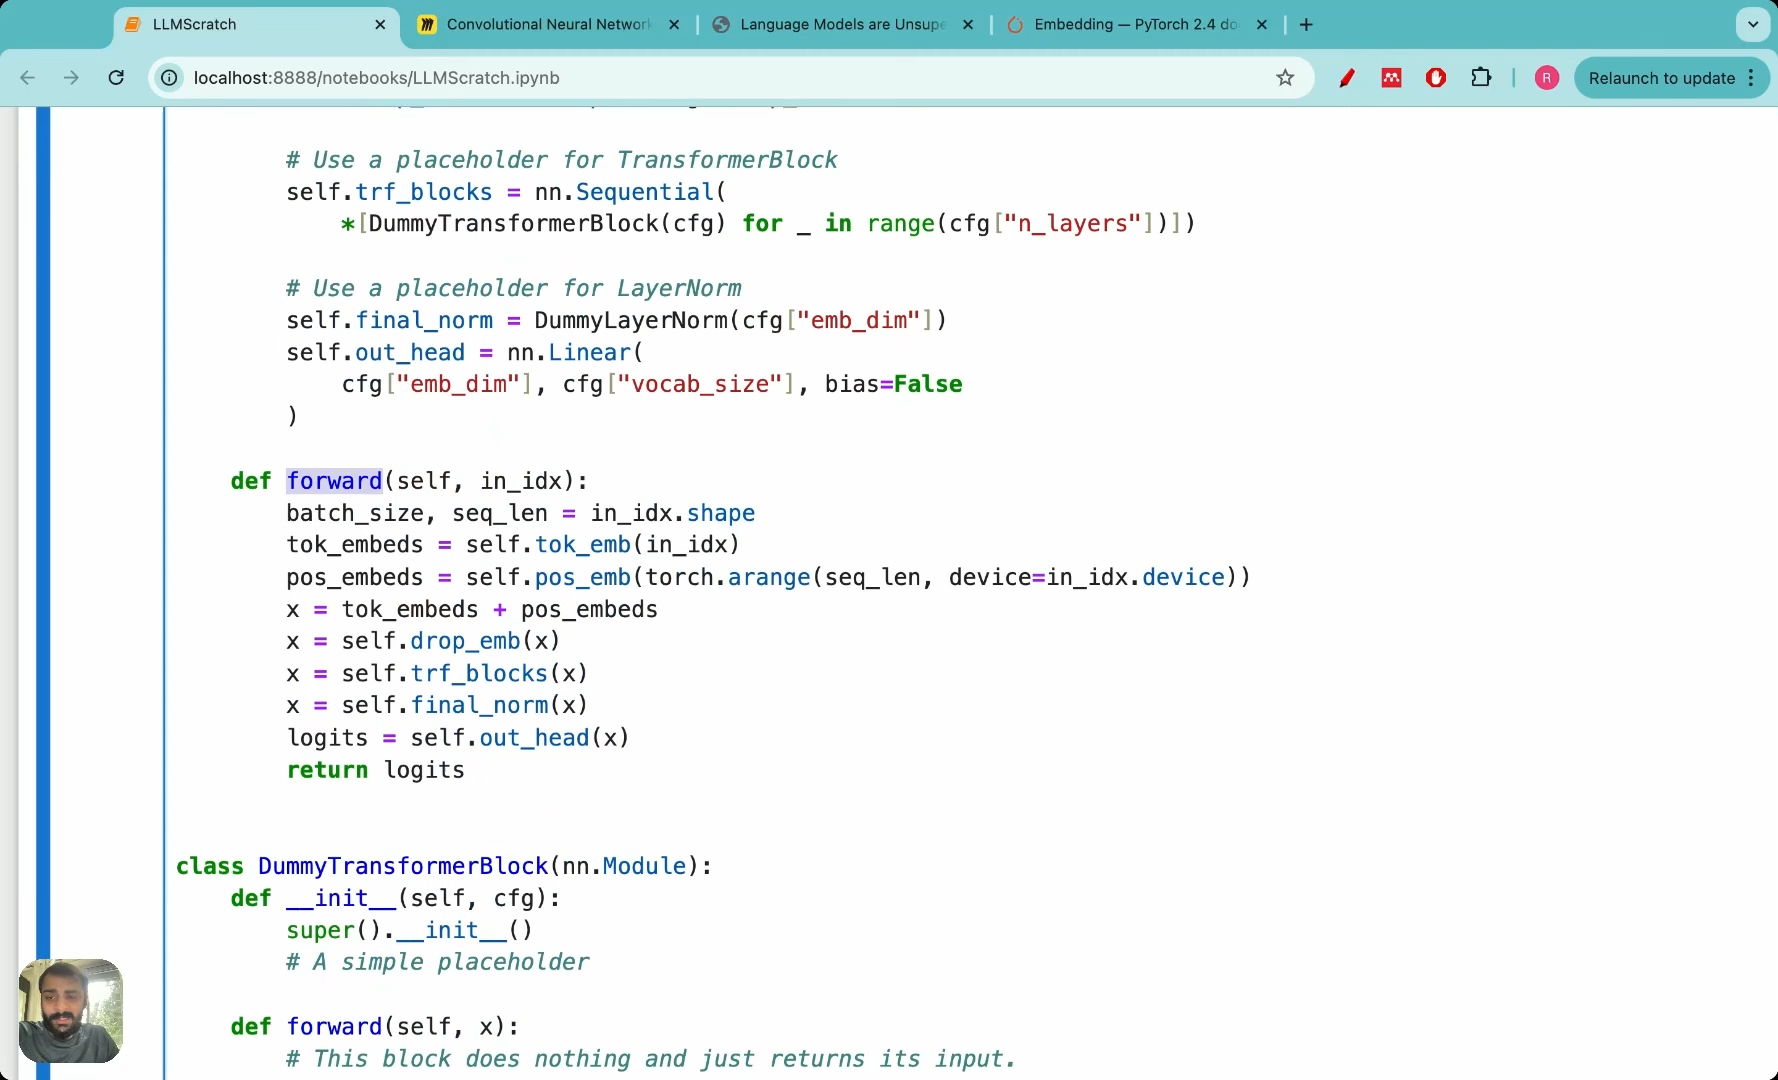 LLMScratch
Convolutional Neural Network
Language Models are Unsupe
Embedding — PyTorch 2.4 do
localhost:8888/notebooks/LLMScratch.ipynb
R
Relaunch to update
# Use a placeholder for TransformerBlock
self.trf_blocks = nn.Sequential(
*[DummyTransformerBlock(cfg) for _ in range(cfg["n_layers"])])
# Use a placeholder for LayerNorm
self.final_norm = DummyLayerNorm(cfg["emb_dim"])
self.out_head = nn.Linear(
cfg["emb_dim"], cfg["vocab_size"], bias=False
)
def forward(self, in_idx):
batch_size, seq_len = in_idx.shape
tok_embeds = self.tok_emb(in_idx)
pos_embeds = self.pos_emb(torch.arange(seq_len, device=in_idx.device))
x = tok_embeds + pos_embeds
x = self.drop_emb(x)
x = self.trf_blocks(x)
x = self.final_norm(x)
logits = self.out_head(x)
return logits
class DummyTransformerBlock(nn.Module):
def __init__(self, cfg):
super().__init__()
# A simple placeholder
def forward(self, x):
# This block does nothing and just returns its input.